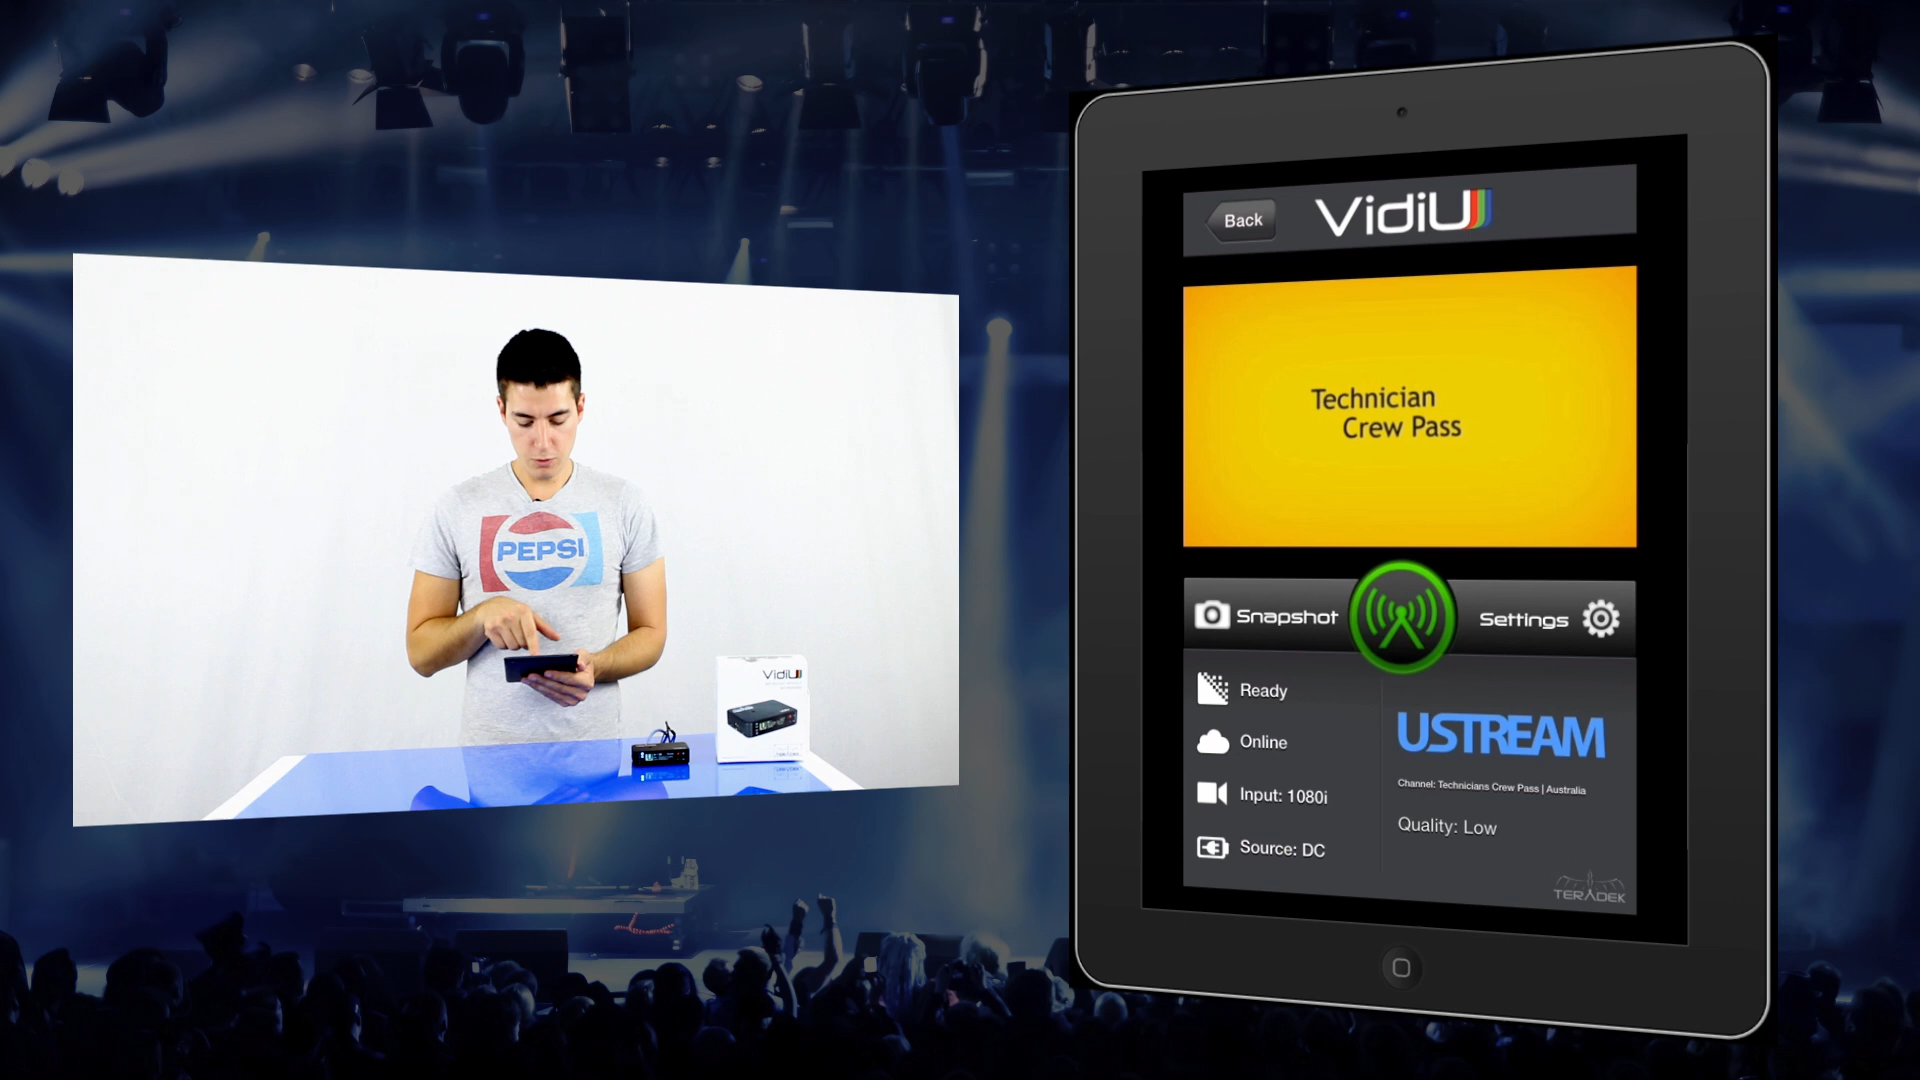 PEPSI
VidiU
Back
VidiU
Technician
Crew Pass
Snapshot
Settings
Ready
Online
Input: 1080i
Source: DC
USTREAM
Channel: Technicians Crew Pass | Australia
Quality: Low
TERADEK